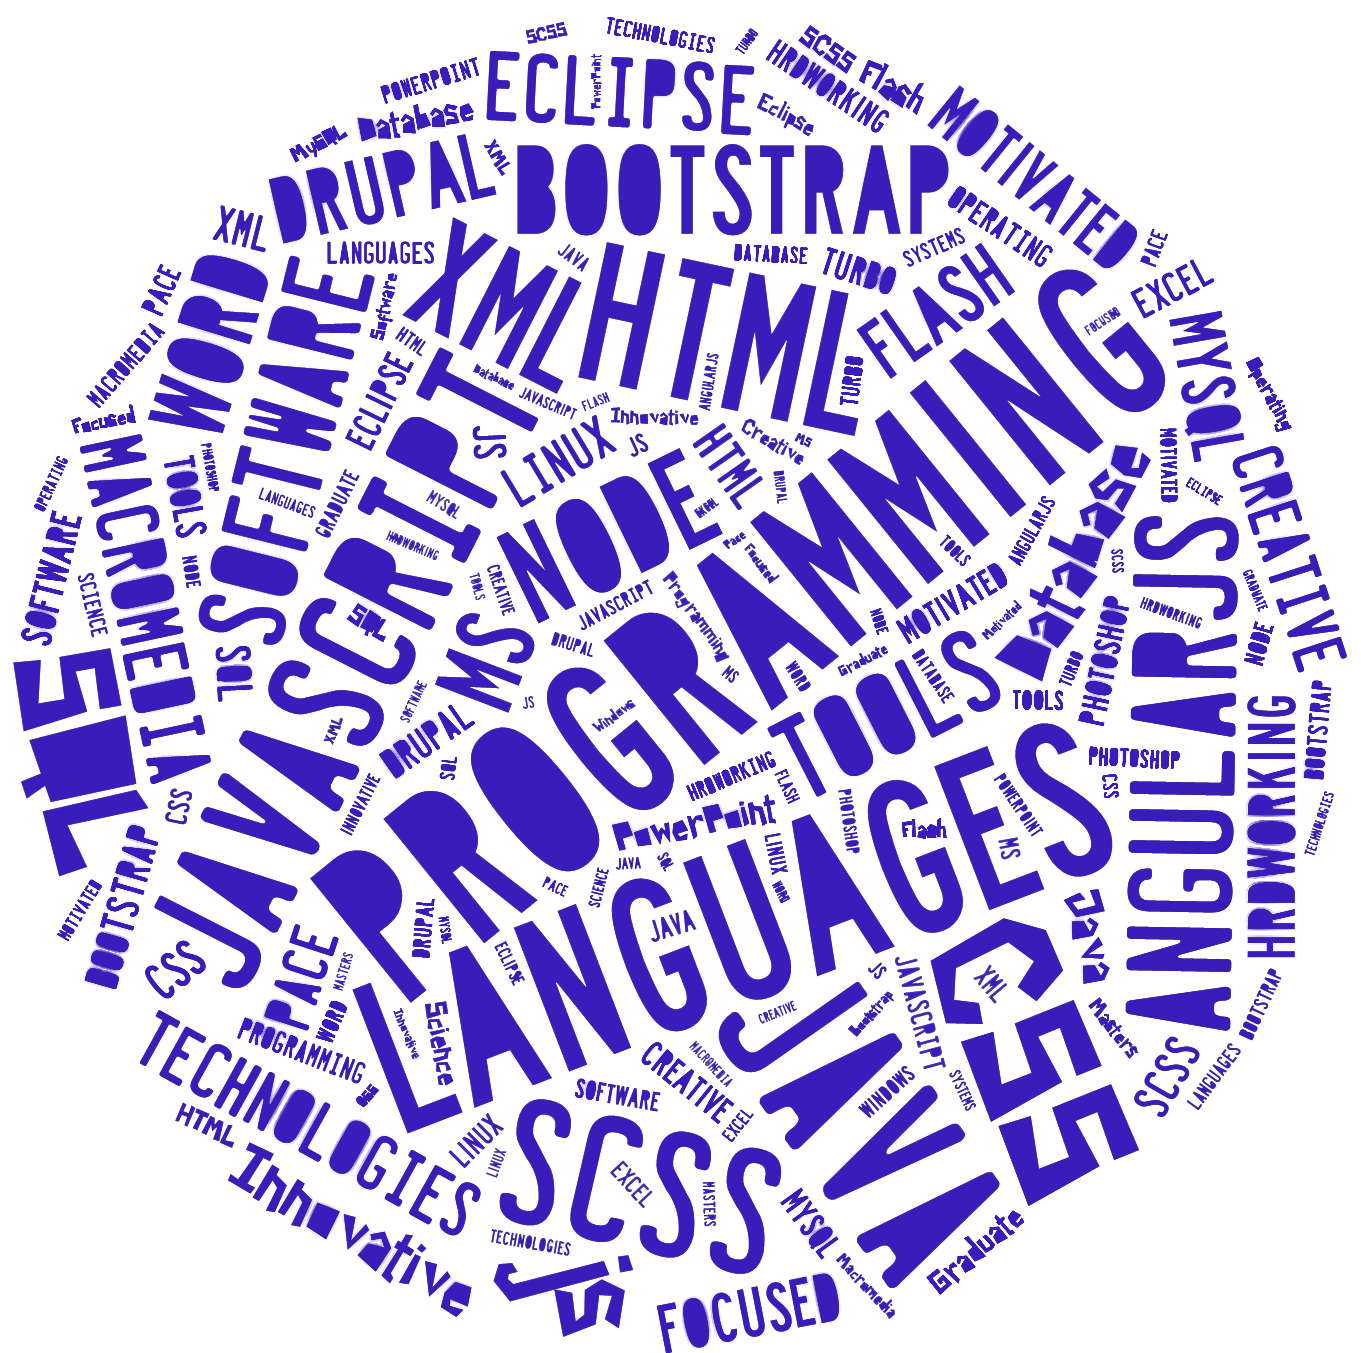 SCSS
TECHNOLOGIES
TURBO
SCSS
Flash
POWERPOINT
ECLIPSE
PowerPoint
HRDWORKING
MySQL
Database
Eclipse
MOTIVATED
DRUPAL
XML
BOOTSTRAP
OPERATING
PACE
XML
LANGUAGES
JAVA
DATABASE
TURBO
SYSTEMS
EXCEL
PACE
WORD
SOFTWARE
Software
XML
HTML
FLASH
FOCUSED
MYSQL
MACROMEDIA
HTML
ECLIPSE
Database
JAVASCRIPT
FLASH
ANGULARJS
TURBO
Operating
Focused
Innovative
Creative
MS
JS
LINUX
JS
HTML
PROGRAMMING
MOTIVATED
CREATIVE
OPERATING
MACROMEDIA
TOOLS
PHOTOSHOP
LANGUAGES
GRADUATE
MYSQL
NODE
DRUPAL
Database
ECLIPSE
SOFTWARE
SCIENCE
NODE
JAVASCRIPT
HRDWORKING
TOOLS
CREATIVE
Pace
Focused
TOOLS
ANGULARJS
SCSS
ANGULARJS
GRADUATE
SQL
SQL
MS
JAVASCRIPT
Programming
NODE
MOTIVATED
Motivated
PHOTOSHOP
HRDWORKING
NODE
SQL
DRUPAL
MS
WORD
Graduate
DATABASE
TURBO
SOFTWARE
JS
Windows
TOOLS
TOOLS
BOOTSTRAP
XML
DRUPAL
SQL
HRDWORKING
FLASH
PHOTOSHOP
CSS
HRDWORKING
CSS
INNOVATIVE
PowerPoint
PHOTOSHOP
Flash
POWERPOINT
MS
TECHNOLOGIES
BOOTSTRAP
MOTIVATED
LINUX
SQL
JAVA
SCIENCE
PACE
WORD
LANGUAGES
JAVA
DRUPAL
MYSQL
ECLIPSE
JAVA
CSS
PACE
MASTERS
WORD
JS
JAVASCRIPT
XML
CSS
Masters
BOOTSTRAP
TECHNOLOGIES
PROGRAMMING
Innovative
Science
CREATIVE
Bootstrap
JAVA
MACROMEDIA
CREATIVE
SYSTEMS
WINDOWS
SCSS
LANGUAGES
HTML
SOFTWARE
EXCEL
LINUX
LINUX
SCSS
EXCEL
MASTERS
MYSQL
Innovative
TECHNOLOGIES
JS
Macromedia
Graduate
FOCUSED